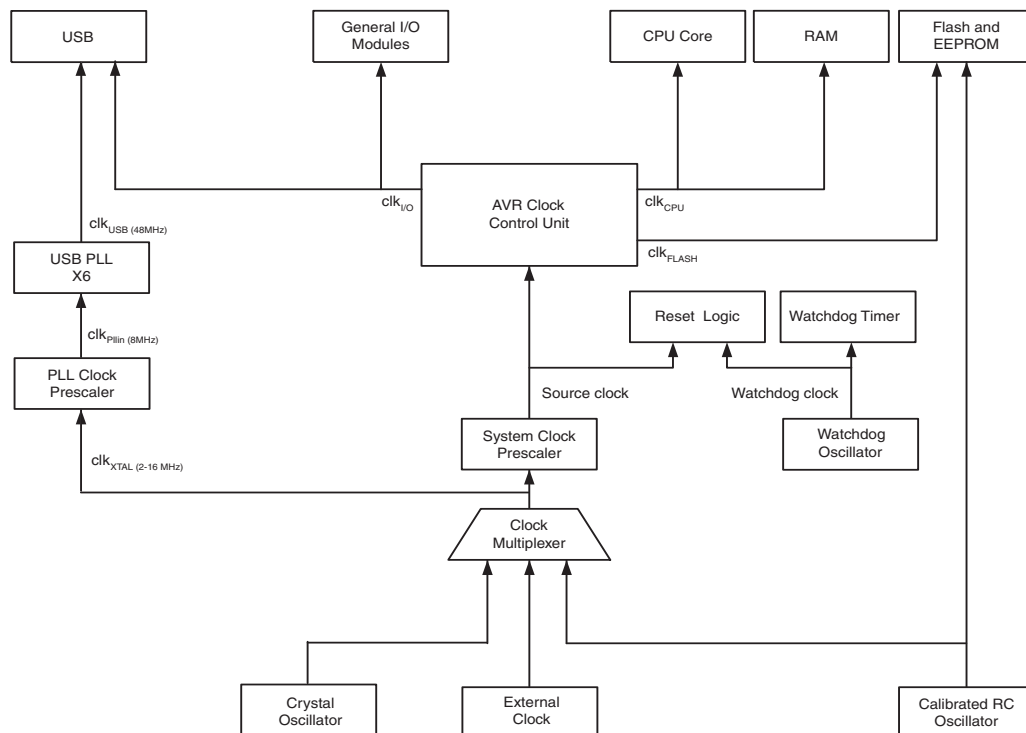 USB
General I/O
Modules
CPU Core
RAM
Flash and
EEPROM
AVR Clock
Control Unit
clkI/O
clkCPU
clkFLASH
clkUSB (48MHz)
USB PLL
X6
clkPllin (8MHz)
PLL Clock
Prescaler
Reset Logic
Watchdog Timer
Source clock
Watchdog clock
System Clock
Prescaler
Watchdog
Oscillator
clkXTAL (2-16 MHz)
Clock
Multiplexer
Crystal
Oscillator
External
Clock
Calibrated RC
Oscillator